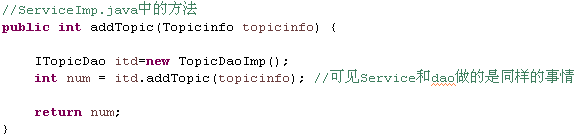 //ServiceImp.java中的方法
public int addTopic(Topicinfo topicinfo) {
ITopicDao itd=new TopicDaoImp();
int num = itd.addTopic(topicinfo); //可见Service和dao做的是同样的事情
return num;
}